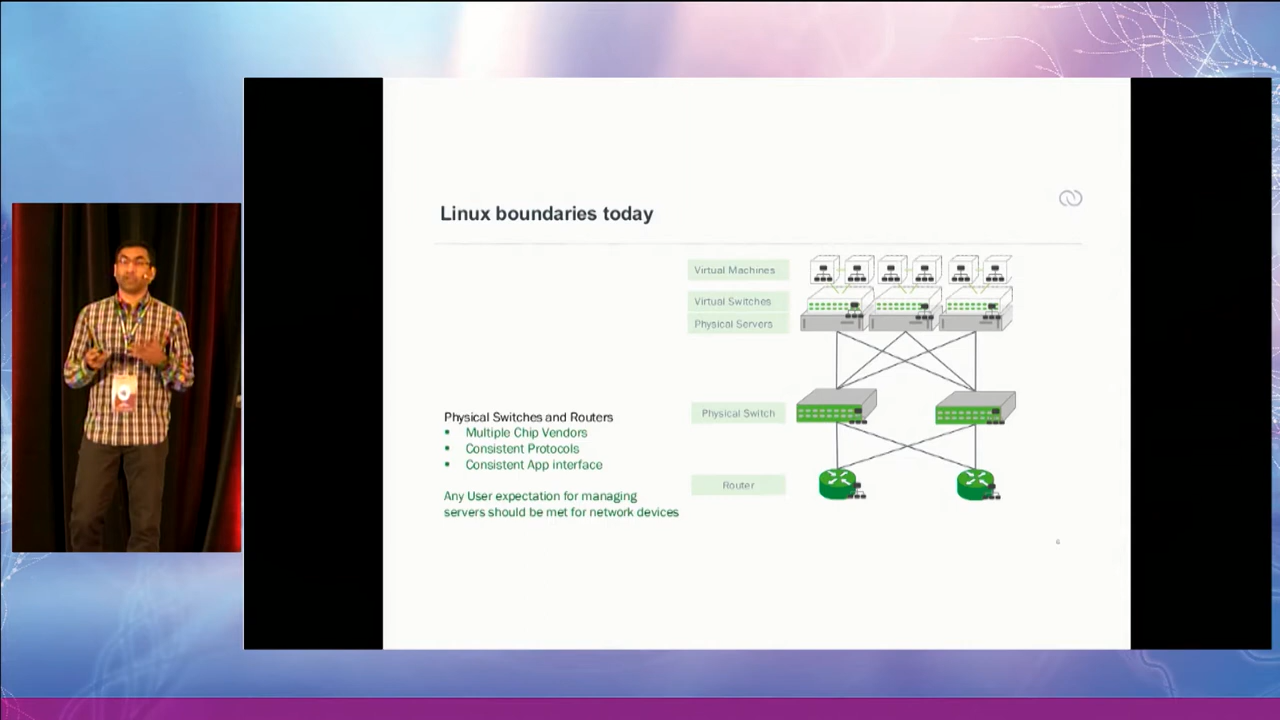 Linux boundaries today
Virtual Machines
Virtual Switches
Physical Servers
Physical Switch
Router
Physical Switches and Routers
• Multiple Chip Vendors
• Consistent Protocols
• Consistent App interface
Any User expectation for managing
servers should be met for network devices
6